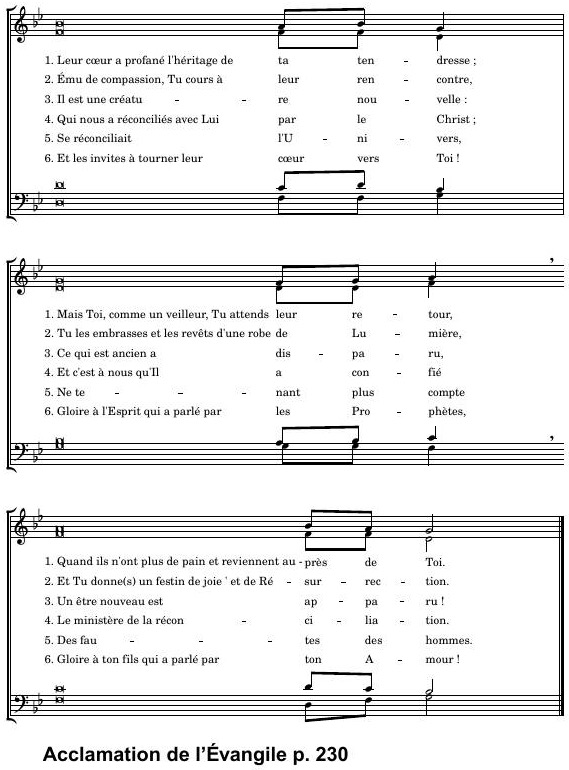 1. Leur cœur a profané l'héritage de ta ten - dresse ;
2. Ému de compassion, Tu cours à leur ren - contre,
3. Il est une créatu - - re nou - velle :
4. Qui nous a réconciliés avec Lui par le Christ ;
5. Se réconciliait l'U - ni - vers,
6. Et les invites à tourner leur cœur vers Toi !
1. Mais Toi, comme un veilleur, Tu attends leur re - tour,
2. Tu les embrasses et les revêts d'une robe de Lu - mière,
3. Ce qui est ancien a dis - pa - ru,
4. Et c'est à nous qu'Il a con - fié
5. Ne te - - - nant plus compte
6. Gloire à l'Esprit qui a parlé par les Pro - phètes,
1. Quand ils n'ont plus de pain et reviennent au - près de Toi.
2. Et Tu donne(s) un festin de joie ' et de Ré - sur - rec - tion.
3. Un être nouveau est ap - pa - ru !
4. Le ministère de la récon - ci - lia - tion.
5. Des fau - - - tes des hommes.
6. Gloire à ton fils qui a parlé par ton A - mour !
Acclamation de l'Évangile p. 230